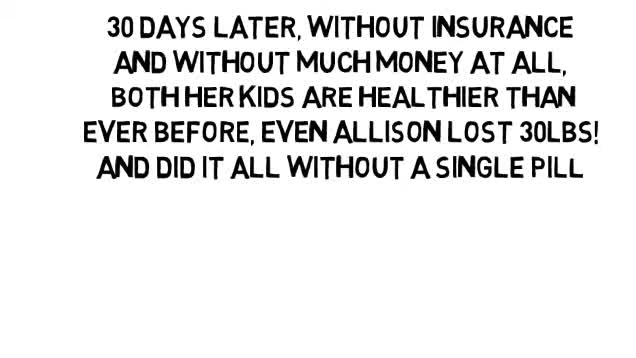 30 DAYS LATER, WITHOUT INSURANCE
AND WITHOUT MUCH MONEY AT ALL,
BOTH HER KIDS ARE HEALTHIER THAN
EVER BEFORE, EVEN ALLISON LOST 30LBS!
AND DID IT ALL WITHOUT A SINGLE PILL